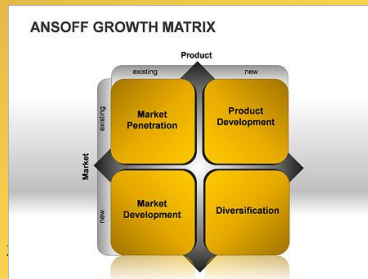 ANSOFF GROWTH MATRIX
Product
existing new
Market
existing
Market
Penetration
Product
Development
new
Market
Development
Diversification